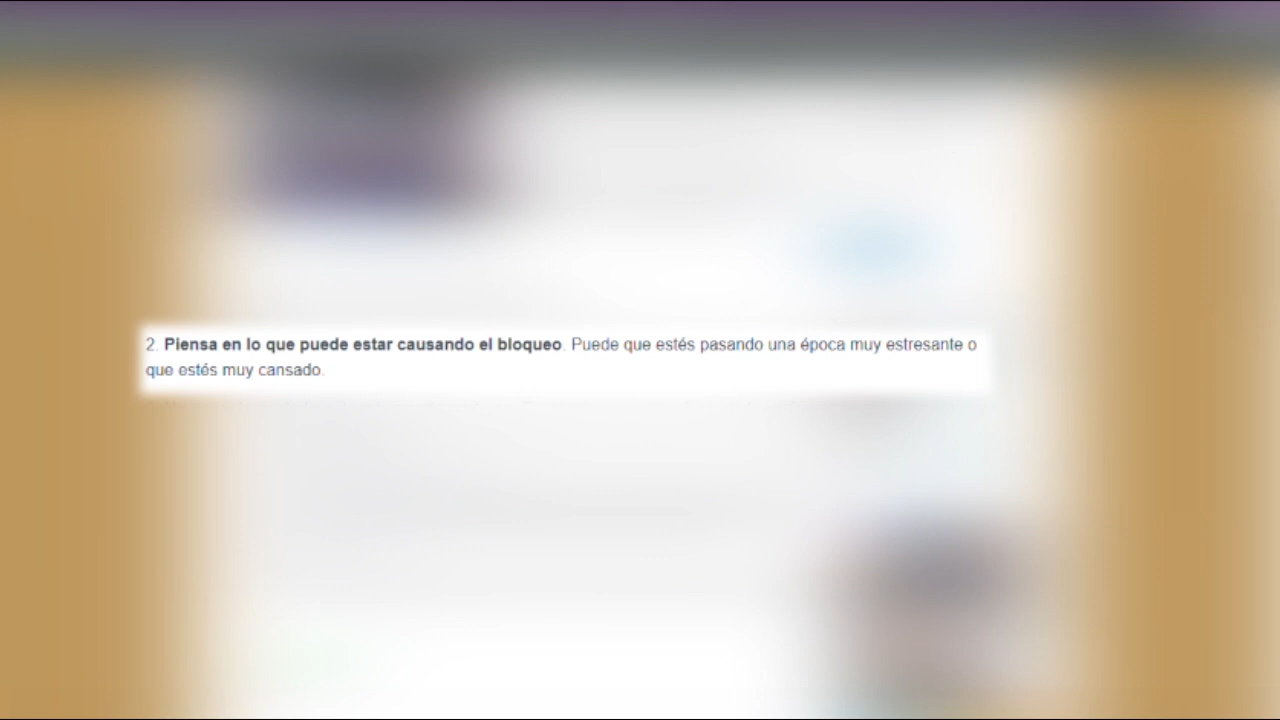 2. Piensa en lo que puede estar causando el bloqueo. Puede que estés pasando una época muy estresante o
que estés muy cansado.